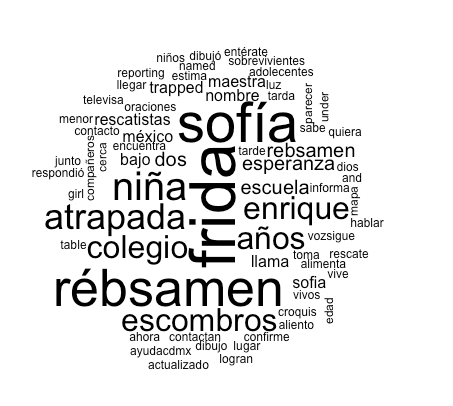 niños dibujó entérate
named sobrevivientes
reporting estima adolecentes
llegar trapped maestra luz
televisa nombre tarda parecer
oraciones sofía under
menor rescatistas sabe quiera
contacto méxico
encuentra tarde rébsamen
junto cerca bajo dos esperanza dios
respondió compañeros and
girl niña frida escuela informa mapa
atrapada enrique hablar
table colegio años vozsigue
llama toma rescate
alimenta
rébsamen sofia vive
vivos
escombros croquis edad
aliento
ahora contactan confirme
ayudacdmx dibujo lugar
actualizado logran